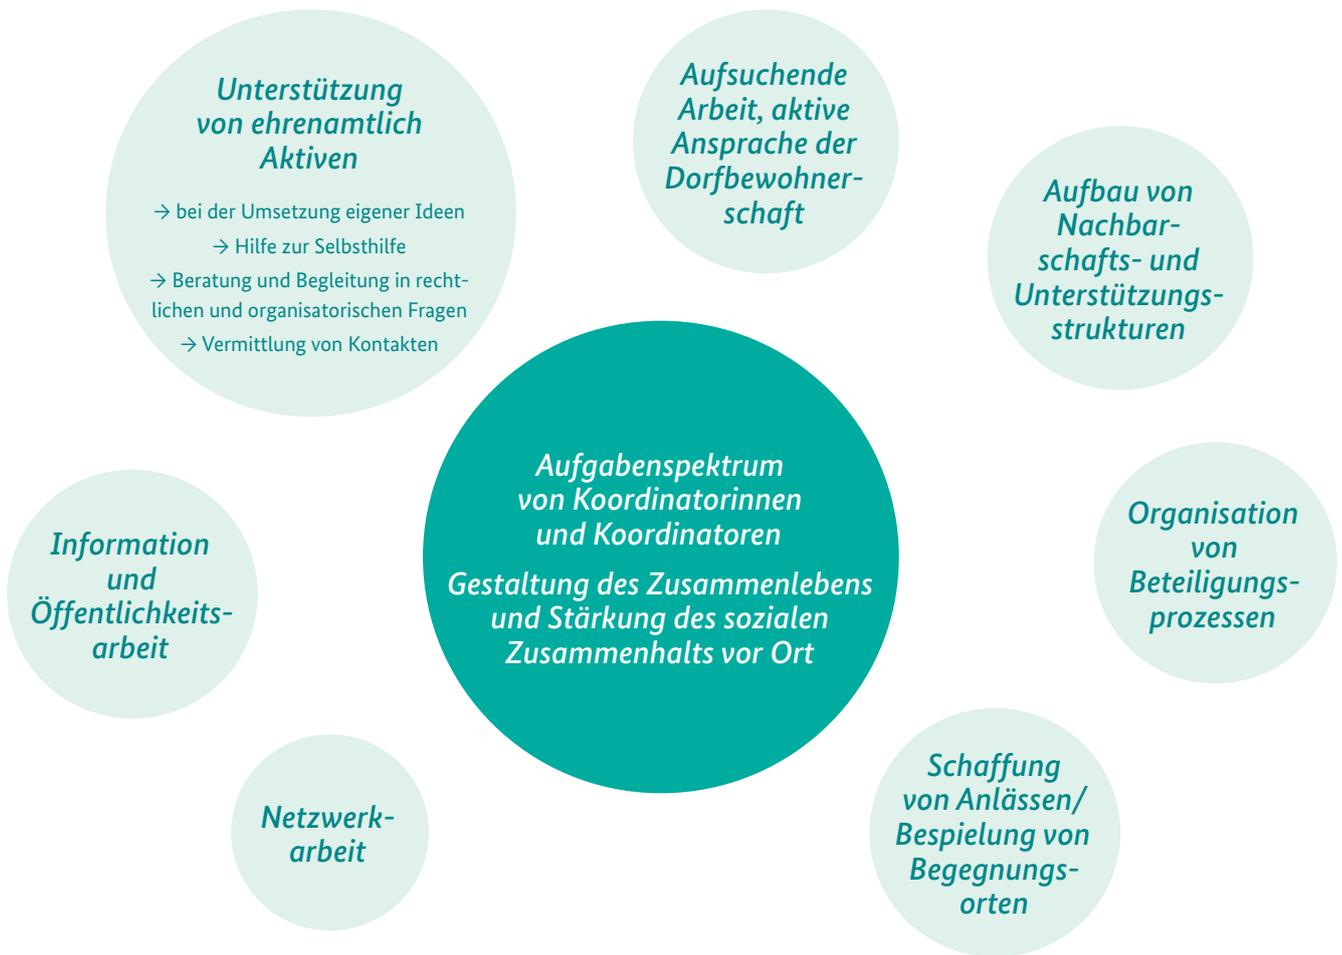 Unterstützung
von ehrenamtlich
Aktiven
→ bei der Umsetzung eigener Ideen
→ Hilfe zur Selbsthilfe
→ Beratung und Begleitung in recht-
lichen und organisatorischen Fragen
→ Vermittlung von Kontakten
Aufsuchende
Arbeit, aktive
Ansprache der
Dorfbewohner-
schaft
Aufbau von
Nachbar-
schafts- und
Unterstützungs-
strukturen
Aufgabenspektrum
von Koordinatorinnen
und Koordinatoren
Gestaltung des Zusammenlebens
und Stärkung des sozialen
Zusammenhalts vor Ort
Organisation
von
Beteiligungs-
prozessen
Information
und
Öffentlichkeits-
arbeit
Netzwerk-
arbeit
Schaffung
von Anlässen/
Bespielung von
Begegnungs-
orten